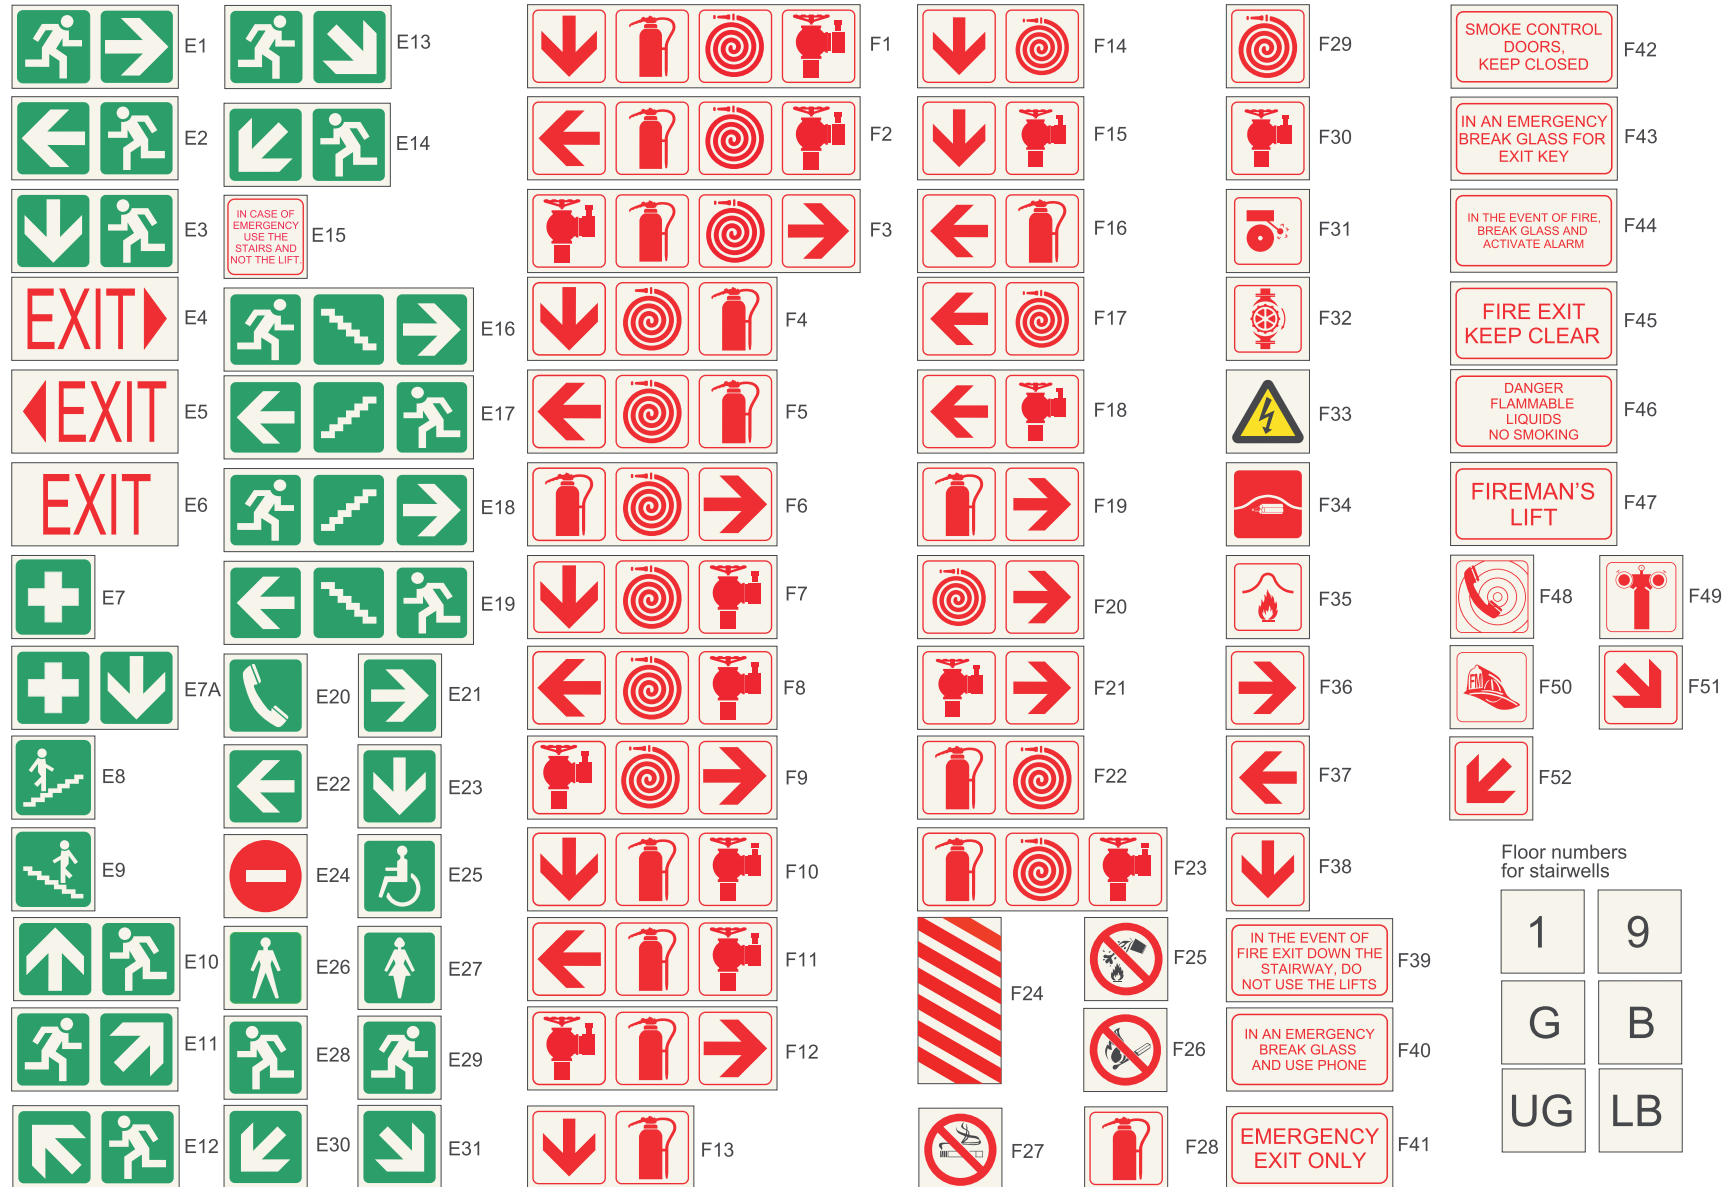 E1
E2
E3
EXIT
E4
EXIT
E5
EXIT
E6
E7
E7A
E8
E9
E10
E11
E12
E13
E14
IN CASE OF
EMERGENCY
USE THE
STAIRS AND
NOT THE LIFT.
E15
E16
E17
E18
E19
E20
E21
E22
E23
E24
E25
E26
E27
E28
E29
E30
E31
F1
F2
F3
F4
F5
F6
F7
F8
F9
F10
F11
F12
F13
F14
F15
F16
F17
F18
F19
F20
F21
F22
F23
F24
F25
F26
F27
F28
F29
F30
F31
F32
F33
F34
F35
F36
F37
F38
IN THE EVENT OF
FIRE EXIT DOWN THE
STAIRWAY, DO
NOT USE THE LIFTS
F39
IN AN EMERGENCY
BREAK GLASS
AND USE PHONE
F40
EMERGENCY
EXIT ONLY
F41
SMOKE CONTROL
DOORS,
KEEP CLOSED
F42
IN AN EMERGENCY
BREAK GLASS FOR
EXIT KEY
F43
IN THE EVENT OF FIRE,
BREAK GLASS AND
ACTIVATE ALARM
F44
FIRE EXIT
KEEP CLEAR
F45
DANGER
FLAMMABLE
LIQUIDS
NO SMOKING
F46
FIREMAN'S
LIFT
F47
F48
F49
FM
F50
F51
F52
Floor numbers
for stairwells
1
9
G
B
UG
LB